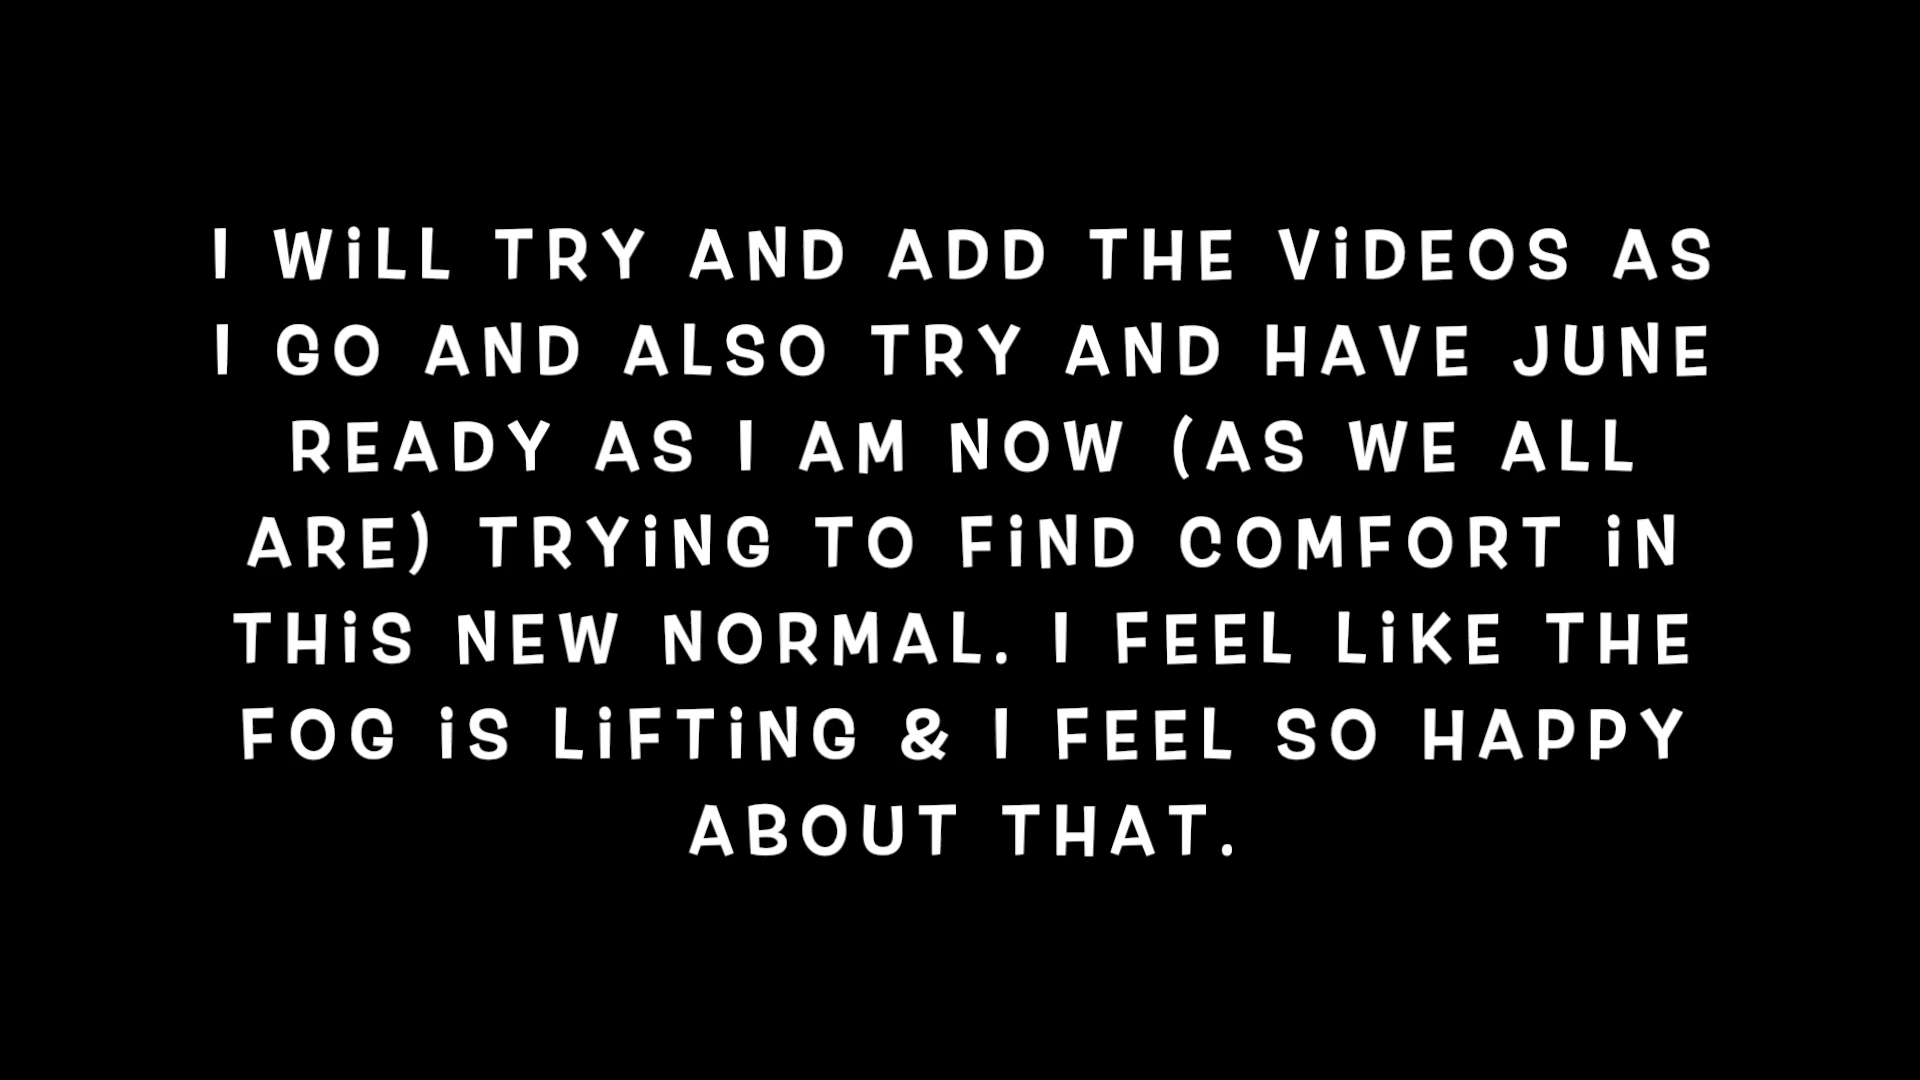 I WiLL TRY AND ADD THE ViDEOS AS
I GO AND ALSO TRY AND HAVE JUNE
READY AS I AM NOW (AS WE ALL
ARE) TRYiNG TO FiND COMFORT iN
THiS NEW NORMAL. I FEEL LiKE THE
FOG iS LiFTiNG & I FEEL SO HAPPY
ABOUT THAT.